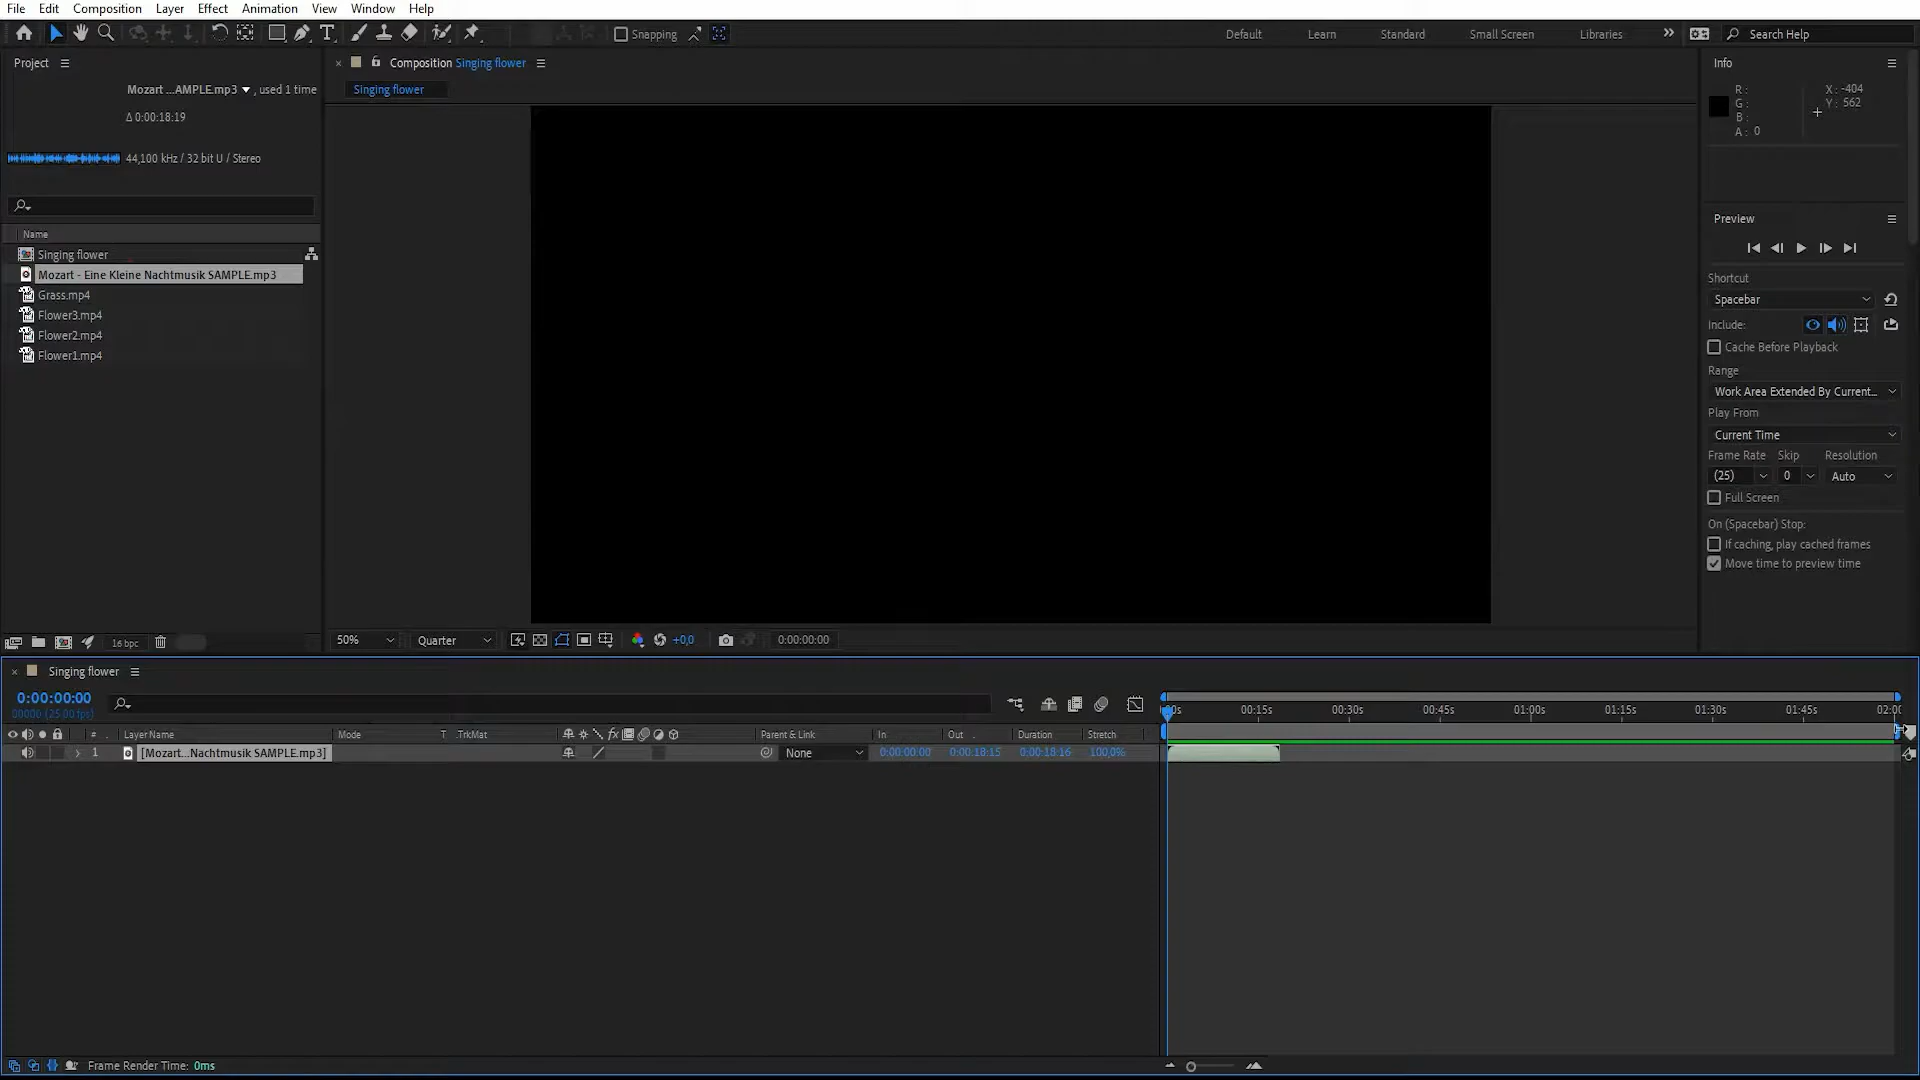 File Edit Composition Layer Effect Animation View Window Help
Snapping Default Learn Standard Small Screen Libraries Search Help
Project
Mozart ...AMPLE.mp3 , used 1 time
Δ 0:00:18:19
44,100 kHz / 32 bit U / Stereo
Name
Singing flower
Mozart - Eine Kleine Nachtmusik SAMPLE.mp3
Grass.mp4
Flower3.mp4
Flower2.mp4
Flower1.mp4
16 bpc
Composition Singing flower
Singing flower
50% Quarter +0,0 0:00:00:00
Info
R :
G :
B :
A : 0
X : -404
Y : 562
Preview
Shortcut
Spacebar
Include:
Cache Before Playback
Range
Work Area Extended By Current...
Play From
Current Time
Frame Rate Skip Resolution
(25) 0 Auto
Full Screen
On (Spacebar) Stop:
If caching, play cached frames
Move time to preview time
Singing flower
0:00:00:00
00000 (25.00 fps)
00s 00:15s 00:30s 00:45s 01:00s 01:15s 01:30s 01:45s 02:00
# Layer Name Mode T .TrkMat fx Parent & Link In Out Duration Stretch
1 [Mozart...Nachtmusik SAMPLE.mp3] None 0:00:00:00 0:00:18:15 0:00:18:16 100,0%
Frame Render Time: 0ms